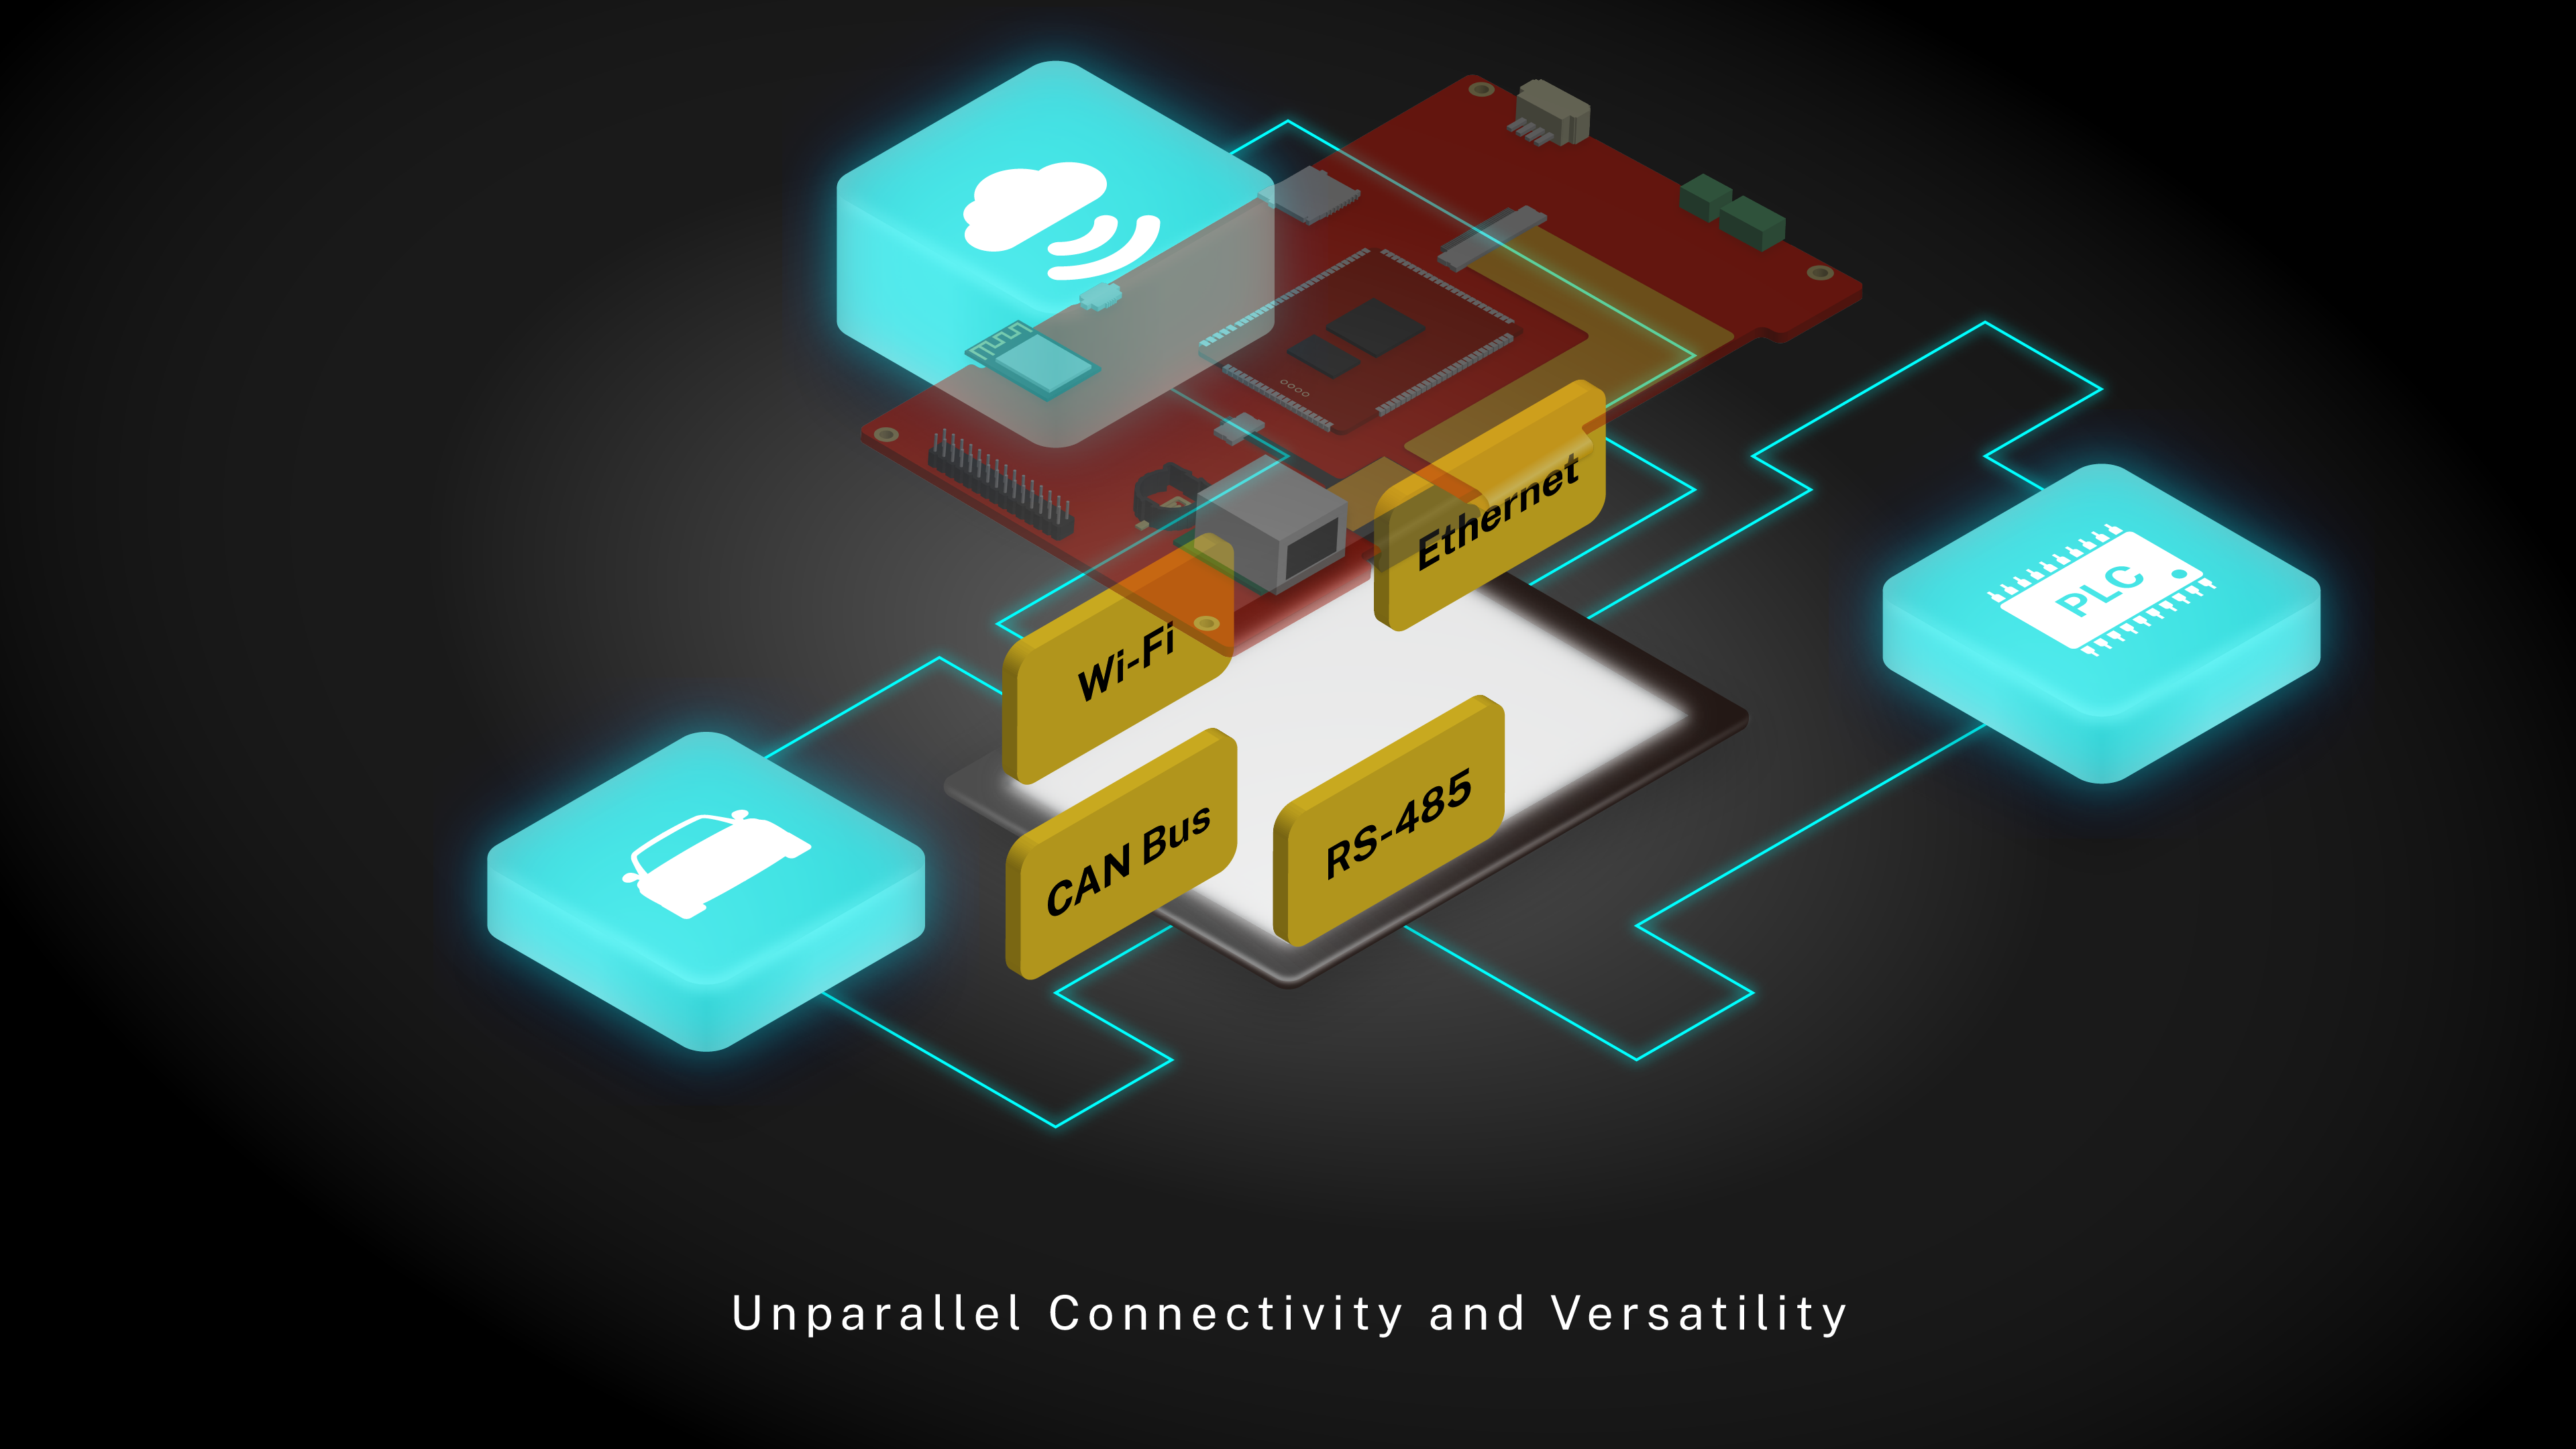 Ethernet
Wi-Fi
PLC
CAN Bus
RS-485
Unparallel Connectivity and Versatility